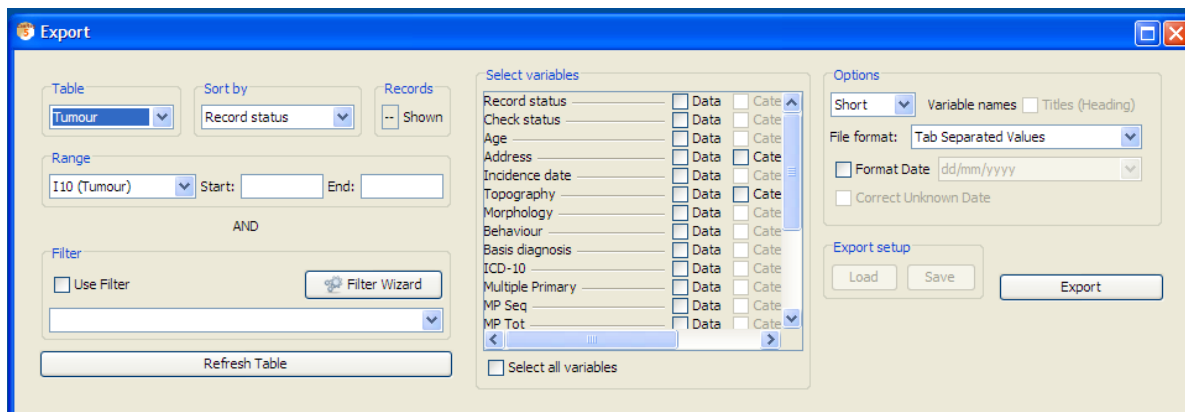 Export
Table
Tumour
Sort by
Record status
Records
-- Shown
Range
I10 (Tumour)
Start:
End:
AND
Filter
Use Filter
Filter Wizard
Refresh Table
Select variables
Record status Data Cate
Check status Data Cate
Age Data Cate
Address Data Cate
Incidence date Data Cate
Topography Data Cate
Morphology Data Cate
Behaviour Data Cate
Basis diagnosis Data Cate
ICD-10 Data Cate
Multiple Primary Data Cate
MP Seq Data Cate
MP Tot Data Cate
Select all variables
Options
Short Variable names Titles (Heading)
File format: Tab Separated Values
Format Date dd/mm/yyyy
Correct Unknown Date
Export setup
Load Save
Export